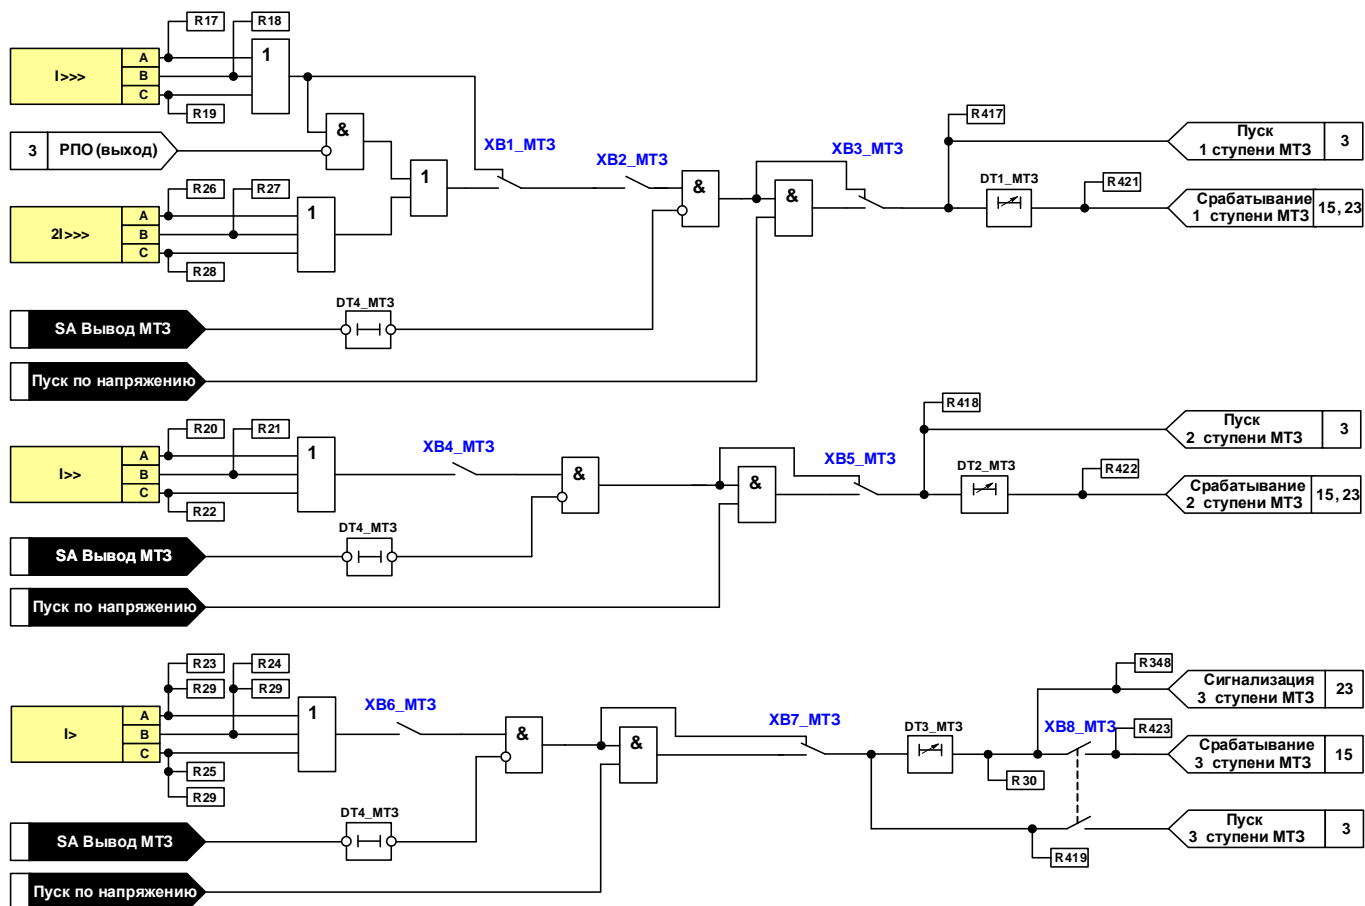 R17
R18
I>>>
A
B
C
1
R19
3
РПО (выход)
&
XB1_МТЗ
XB2_МТЗ
XB3_МТЗ
R417
Пуск
1 ступени МТЗ
3
2I>>>
A
B
C
R26
R27
R28
1
1
&
&
DT1_МТЗ
R421
Срабатывание
1 ступени МТЗ
15, 23
SA Вывод МТЗ
DT4_МТЗ
Пуск по напряжению
R20
R21
I>>
A
B
C
1
R22
XB4_МТЗ
&
&
XB5_МТЗ
R418
Пуск
2 ступени МТЗ
3
DT2_МТЗ
R422
Срабатывание
2 ступени МТЗ
15, 23
SA Вывод МТЗ
DT4_МТЗ
Пуск по напряжению
R23
R24
R29
R29
I>
A
B
C
1
R25
R29
XB6_МТЗ
&
&
XB7_МТЗ
DT3_МТЗ
R30
R348
Сигнализация
3 ступени МТЗ
23
XB8_МТЗ
R423
Срабатывание
3 ступени МТЗ
15
R419
Пуск
3 ступени МТЗ
3
SA Вывод МТЗ
DT4_МТЗ
Пуск по напряжению